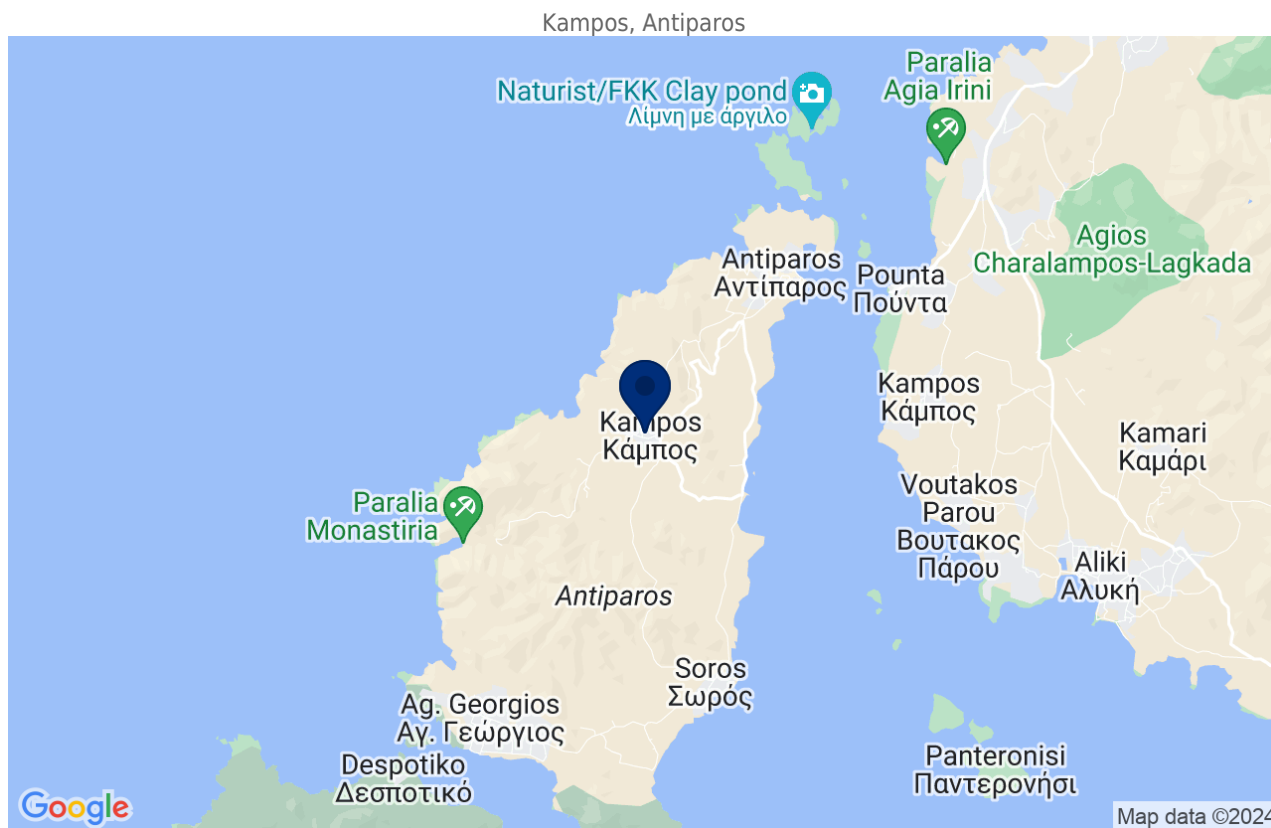 Kampos, Antiparos
Paralia
Agia Irini
Naturist/FKK Clay pond
Λίμνη με άργιλο
Agios
Charalampos-Lagkada
Antiparos
Αντίπαρος
Pounta
Πούντα
Kampos
Κάμπος
Kampos
Κάμπος
Kamari
Καμάρι
Paralia
Monastiria
Voutakos
Parou
Βουτακος
Πάρου
Aliki
Αλυκή
Antiparos
Soros
Σωρός
Ag. Georgios
Αγ. Γεώργιος
Despotiko
Δεσποτικό
Panteronisi
Παντερονήσι
Google
Map data ©2024